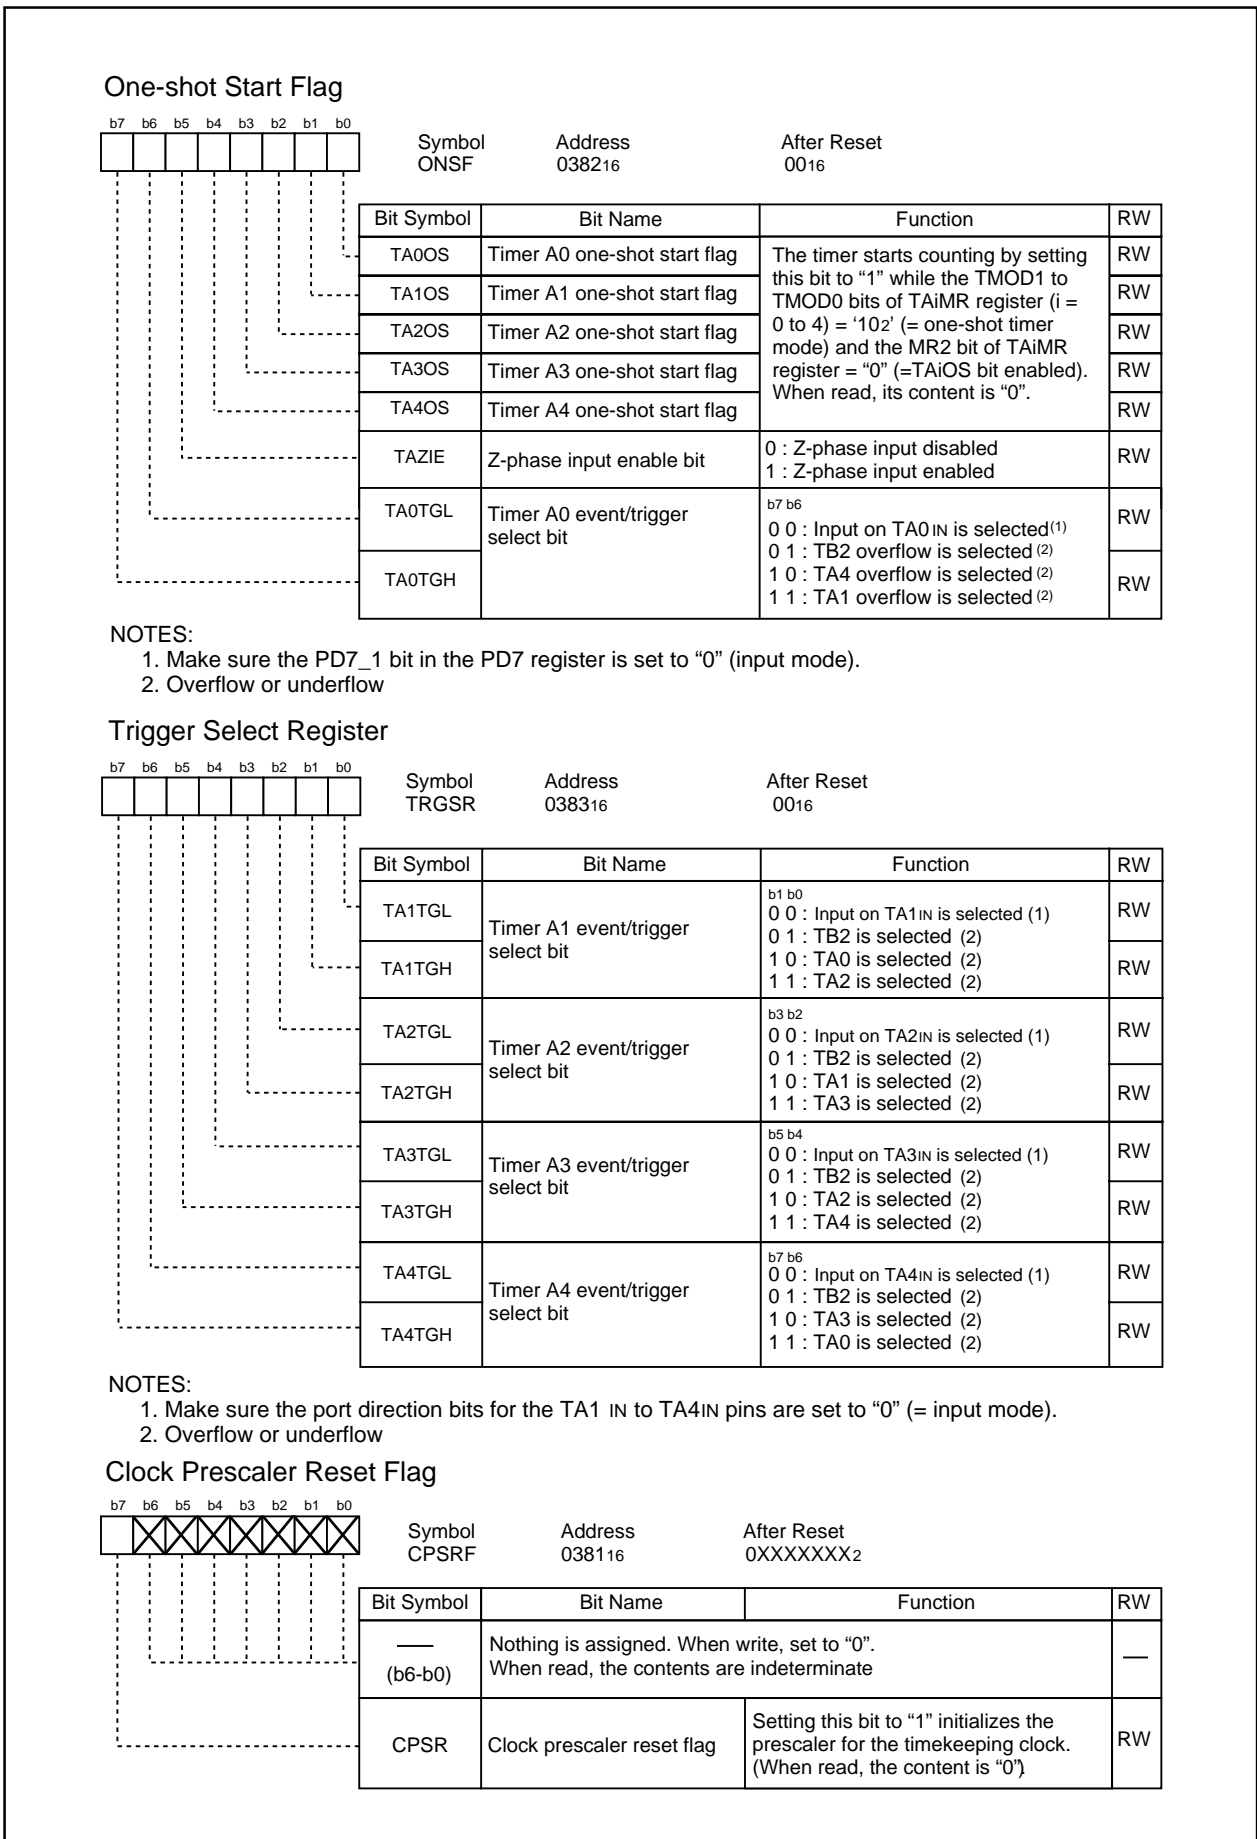 One-shot Start Flag
b7 b6 b5 b4 b3 b2 b1 b0
Symbol Address After Reset
ONSF 038216 0016
Bit Symbol Bit Name Function RW
TA0OS Timer A0 one-shot start flag RW
TA1OS Timer A1 one-shot start flag RW
TA2OS Timer A2 one-shot start flag RW
TA3OS Timer A3 one-shot start flag RW
TA4OS Timer A4 one-shot start flag RW
The timer starts counting by setting
this bit to “1” while the TMOD1 to
TMOD0 bits of TAiMR register (i =
0 to 4) = ‘102’ (= one-shot timer
mode) and the MR2 bit of TAiMR
register = “0” (=TAiOS bit enabled).
When read, its content is “0”.
TAZIE Z-phase input enable bit RW
0 : Z-phase input disabled
1 : Z-phase input enabled
TA0TGL RW
TA0TGH RW
Timer A0 event/trigger
select bit
b7 b6
0 0 : Input on TA0IN is selected(1)
0 1 : TB2 overflow is selected (2)
1 0 : TA4 overflow is selected (2)
1 1 : TA1 overflow is selected (2)
NOTES:
1. Make sure the PD7_1 bit in the PD7 register is set to “0” (input mode).
2. Overflow or underflow
Trigger Select Register
b7 b6 b5 b4 b3 b2 b1 b0
Symbol Address After Reset
TRGSR 038316 0016
Bit Symbol Bit Name Function RW
TA1TGL RW
TA1TGH RW
Timer A1 event/trigger
select bit
b1 b0
0 0 : Input on TA1IN is selected (1)
0 1 : TB2 is selected (2)
1 0 : TA0 is selected (2)
1 1 : TA2 is selected (2)
TA2TGL RW
TA2TGH RW
Timer A2 event/trigger
select bit
b3 b2
0 0 : Input on TA2IN is selected (1)
0 1 : TB2 is selected (2)
1 0 : TA1 is selected (2)
1 1 : TA3 is selected (2)
TA3TGL RW
TA3TGH RW
Timer A3 event/trigger
select bit
b5 b4
0 0 : Input on TA3IN is selected (1)
0 1 : TB2 is selected (2)
1 0 : TA2 is selected (2)
1 1 : TA4 is selected (2)
TA4TGL RW
TA4TGH RW
Timer A4 event/trigger
select bit
b7 b6
0 0 : Input on TA4IN is selected (1)
0 1 : TB2 is selected (2)
1 0 : TA3 is selected (2)
1 1 : TA0 is selected (2)
NOTES:
1. Make sure the port direction bits for the TA1 IN to TA4IN pins are set to “0” (= input mode).
2. Overflow or underflow
Clock Prescaler Reset Flag
b7 b6 b5 b4 b3 b2 b1 b0
Symbol Address After Reset
CPSRF 038116 0XXXXXXX2
Bit Symbol Bit Name Function RW
—
(b6-b0)
Nothing is assigned. When write, set to “0”.
When read, the contents are indeterminate
—
CPSR Clock prescaler reset flag RW
Setting this bit to “1” initializes the
prescaler for the timekeeping clock.
(When read, the content is “0”).